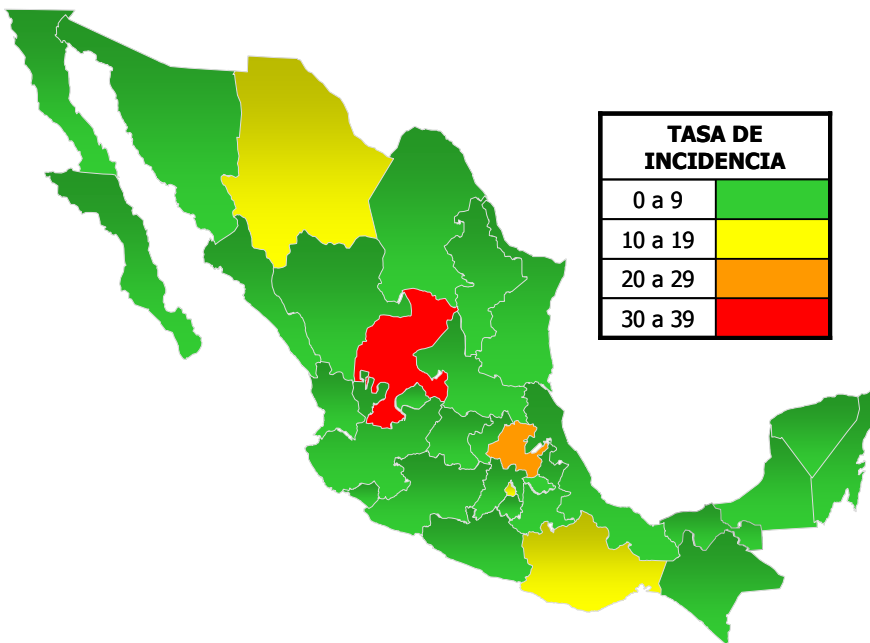 TASA DE
INCIDENCIA
0 a 9
10 a 19
20 a 29
30 a 39